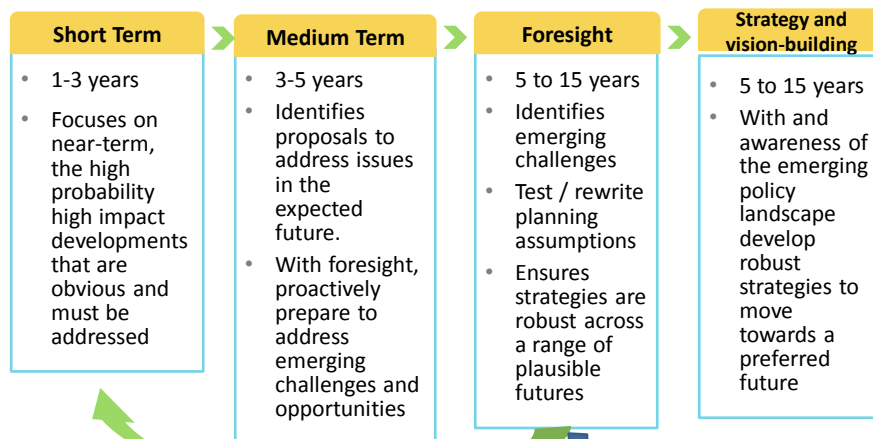 Short Term
• 1-3 years
• Focuses on
near-term,
the high
probability
high impact
developments
that are
obvious and
must be
addressed
Medium Term
• 3-5 years
• Identifies
proposals to
address issues
in the
expected
future.
• With foresight,
proactively
prepare to
address
emerging
challenges and
opportunities
Foresight
• 5 to 15 years
• Identifies
emerging
challenges
• Test / rewrite
planning
assumptions
• Ensures
strategies are
robust across
a range of
plausible
futures
Strategy and
vision-building
• 5 to 15 years
• With and
awareness of
the emerging
policy
landscape
develop
robust
strategies to
move
towards a
preferred
future